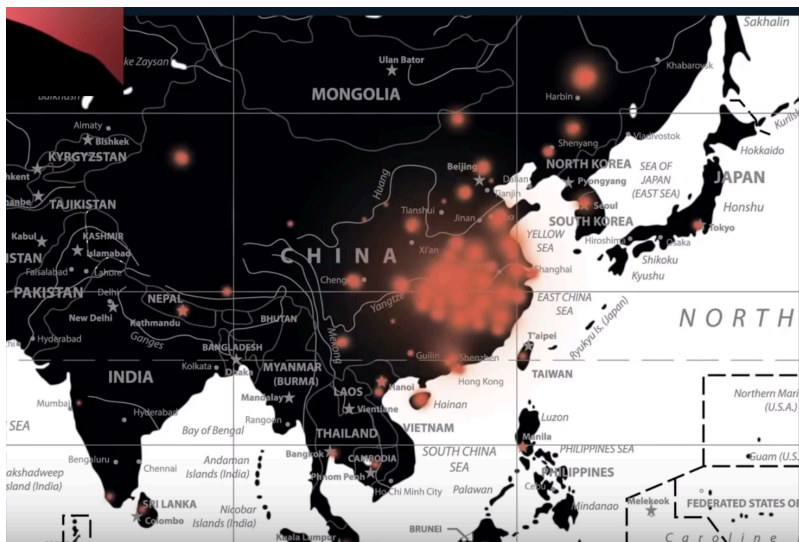 Sakhalin
ke Zaysan
Ulan Bator
Khabarovsk
MONGOLIA
Harbin
Almaty
Bishkek
KYRGYZSTAN
Shenyang
Vladivostok
Hokkaido
Beijing
Dalian
NORTH KOREA
SEA OF
JAPAN
(EAST SEA)
Pyongyang
JAPAN
TAJIKISTAN
Huang
Tianjin
Tianshui
Jinan
Seoul
SOUTH KOREA
Honshu
Tokyo
Kabul
KASHMIR
Islamabad
ISTAN
Faisalabad
Lahore
CHINA
Xi'an
YELLOW
SEA
Hiroshima
Osaka
Shikoku
Kyushu
Shanghai
PAKISTAN
Delhi
New Delhi
NEPAL
Kathmandu
Yangtze
EAST CHINA
SEA
Ryukyu Is. (Japan)
NORTH
BHUTAN
Hyderabad
Ganges
BANGLADESH
Dhaka
Mekong
Guilin
Shenzhen
T'aipei
TAIWAN
INDIA
Kolkata
MYANMAR
(BURMA)
Mandalay
Hanoi
Hong Kong
LAOS
Vientiane
Hainan
Mumbai
Hyderabad
Rangoon
Northern Mari
(U.S.A.)
SEA
Bay of Bengal
THAILAND
VIETNAM
Luzon
Manila
PHILIPPINES SEA
Guam (U.S.
Bengaluru
Chennai
Andaman
Islands (India)
Bangkok
CAMBODIA
Phnom Penh
SOUTH CHINA
SEA
akshadweep
sland (India)
Ho Chi Minh City
Palawan
PHILIPPINES
Cebu
Mindanao
Melekeok
FEDERATED STATES O
SRI LANKA
Colombo
Nicobar
Islands (India)
Kuala Lumpur
BRUNEI
Caroline